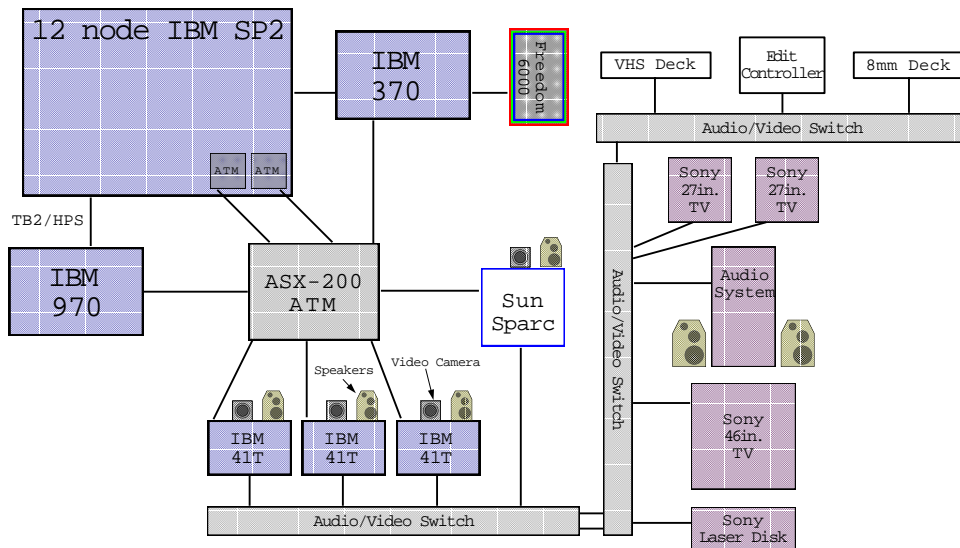 12 node IBM SP2
IBM
370
Freedom
6000
VHS Deck
Edit
Controller
8mm Deck
Audio/Video Switch
ATM
ATM
Sony
27in.
TV
Sony
27in.
TV
TB2/HPS
IBM
970
ASX-200
ATM
Sun
Sparc
Audio/Video Switch
Audio
System
Speakers
Video Camera
IBM
41T
IBM
41T
IBM
41T
Sony
46in.
TV
Audio/Video Switch
Sony
Laser Disk